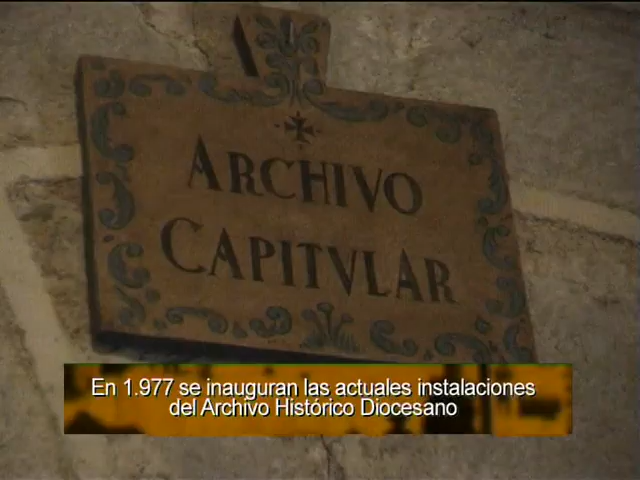 ARCHIVO
CAPITVLAR
En 1.977 se inauguran las actuales instalaciones
del Archivo Histórico Diocesano